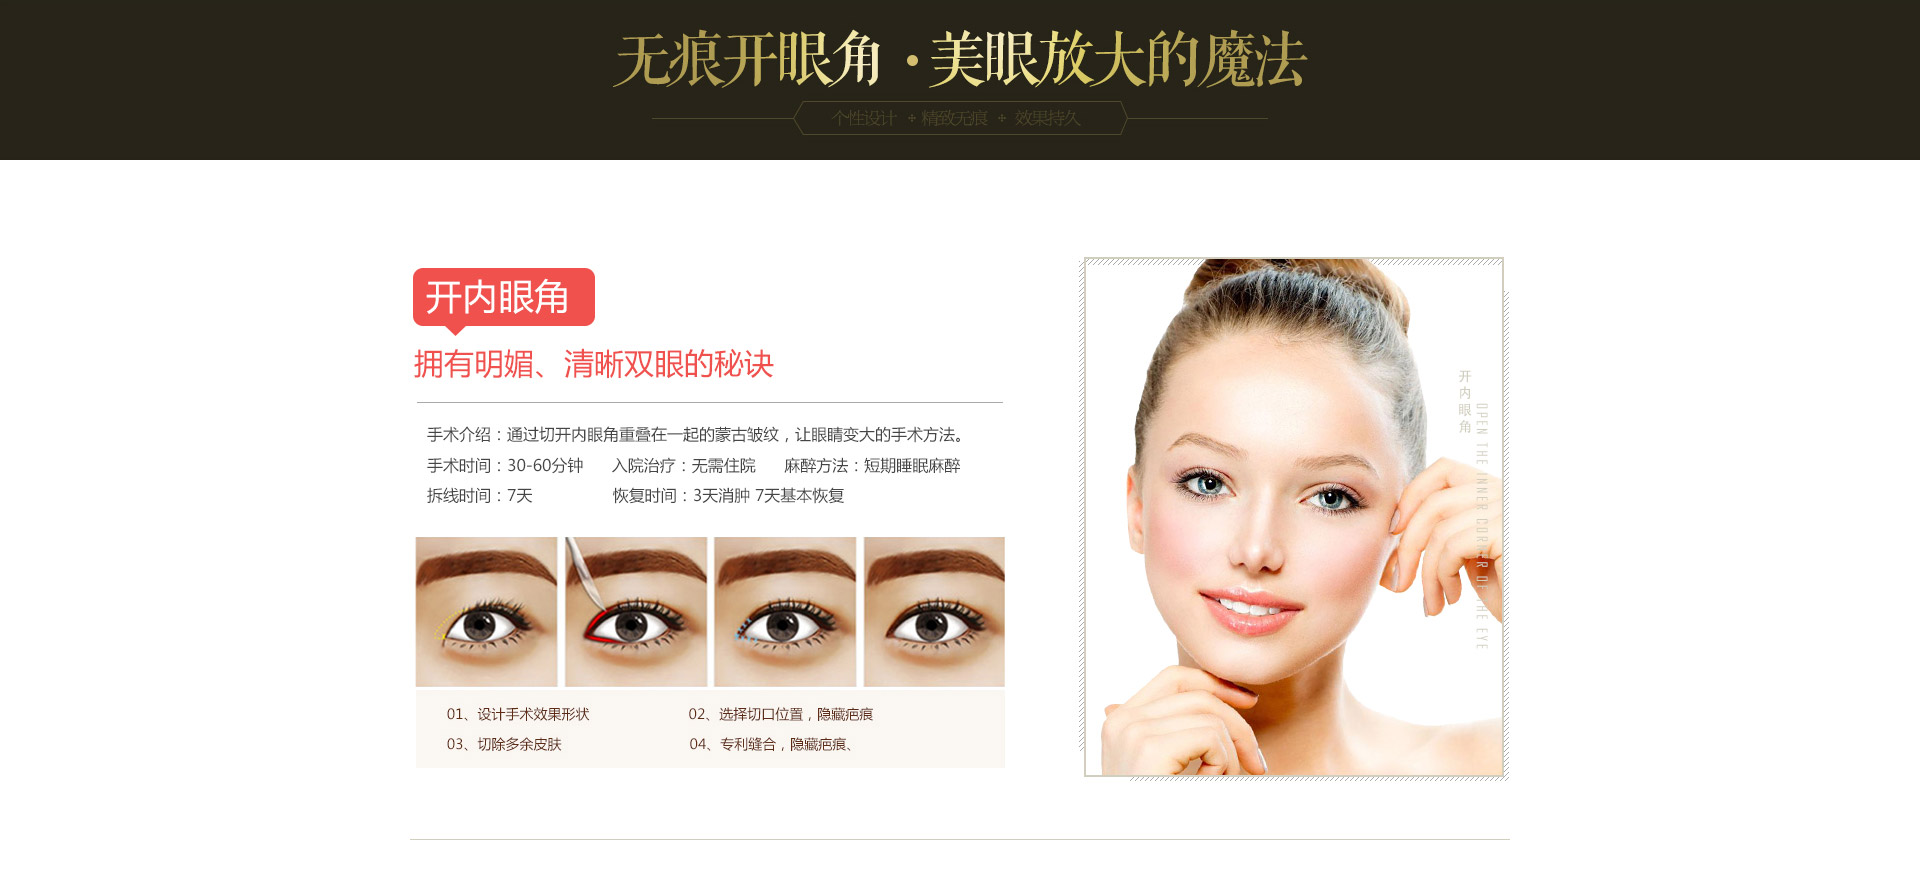 无痕开眼角·美眼放大的魔法
个性设计 + 精致无痕 + 效果持久
开内眼角
拥有明媚、清晰双眼的秘诀
手术介绍：通过切开内眼角重叠在一起的蒙古皱纹，让眼睛变大的手术方法。
手术时间：30-60分钟 入院治疗：无需住院 麻醉方法：短期睡眠麻醉
拆线时间：7天 恢复时间：3天消肿 7天基本恢复
01、设计手术效果形状 02、选择切口位置，隐藏疤痕
03、切除多余皮肤 04、专利缝合，隐藏疤痕、
开内眼角
OPEN THE INNER CORNER OF THE EYE